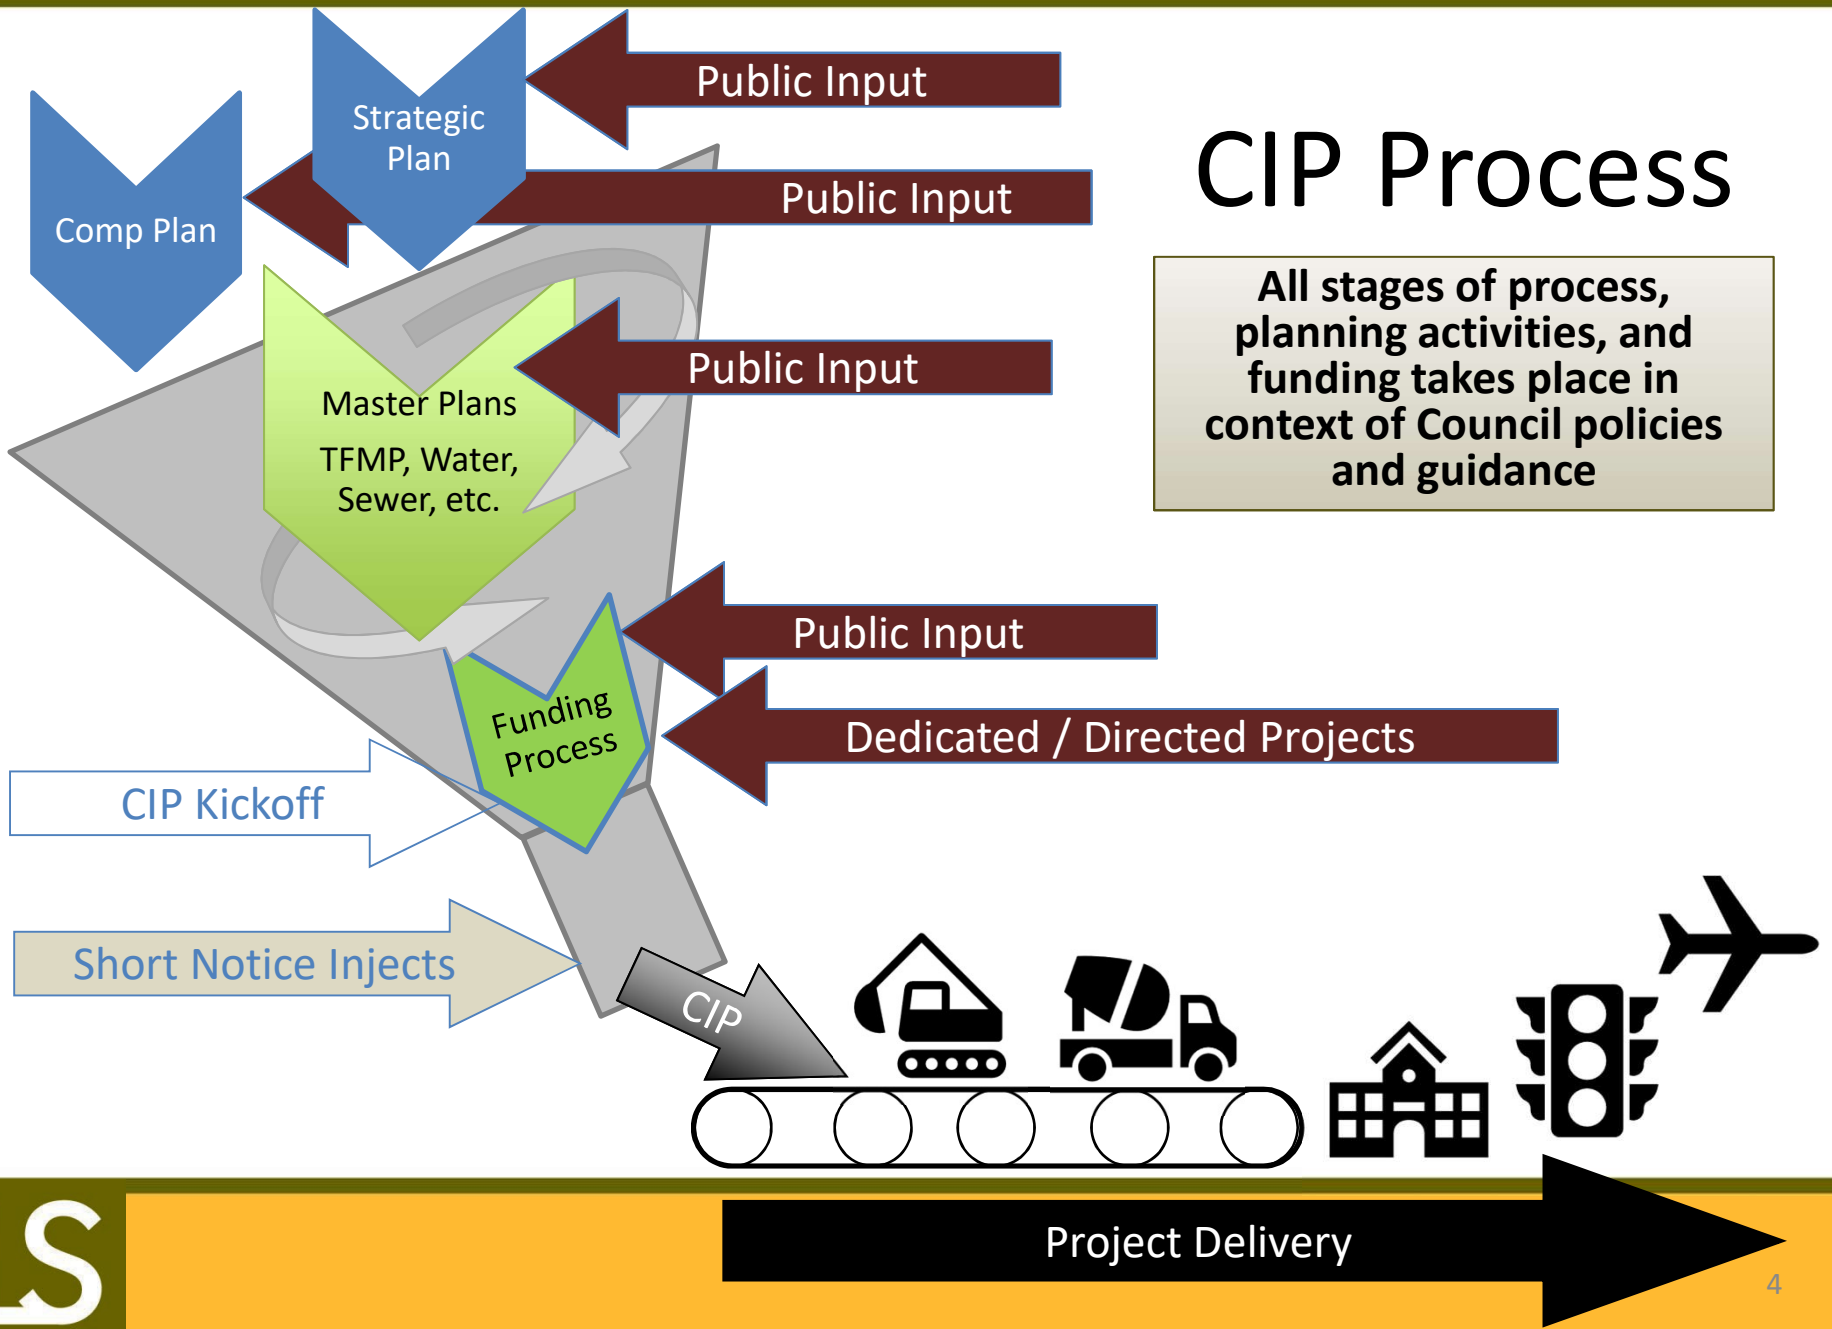 Public Input
Strategic
Plan
Public Input
Comp Plan
CIP Process
All stages of process,
planning activities, and
funding takes place in
context of Council policies
and guidance
Public Input
Master Plans
TFMP, Water,
Sewer, etc.
Public Input
Funding
Process
Dedicated / Directed Projects
CIP Kickoff
Short Notice Injects
CIP
Project Delivery
4
S